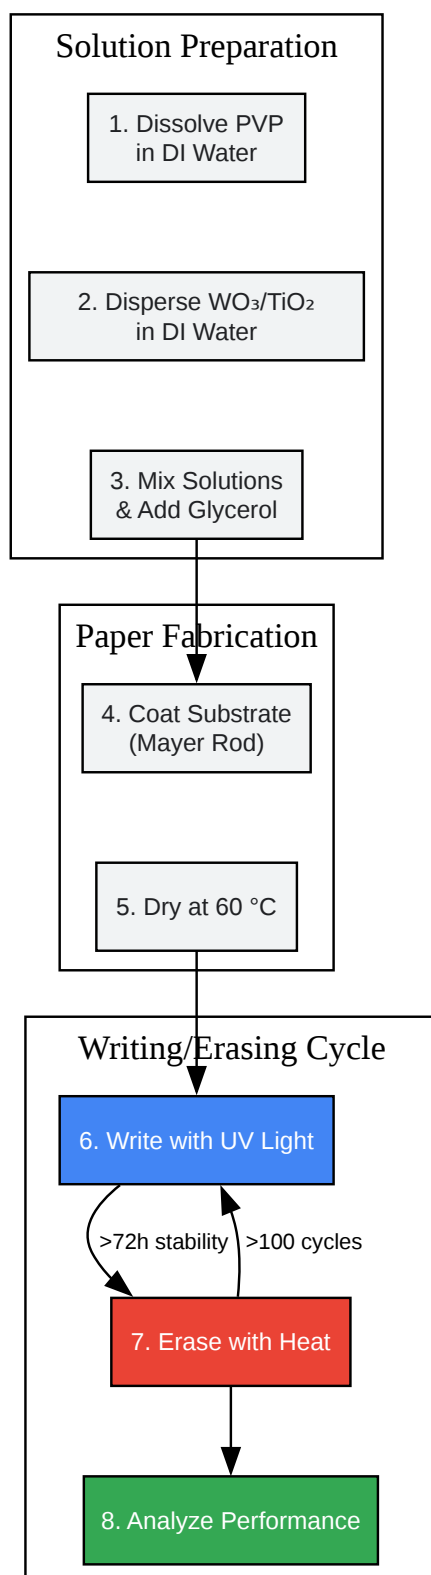 Solution Preparation
1. Dissolve PVP
in DI Water
2. Disperse WO₃/TiO₂
in DI Water
3. Mix Solutions
& Add Glycerol
Paper Fabrication
4. Coat Substrate
(Mayer Rod)
5. Dry at 60 °C
Writing/Erasing Cycle
6. Write with UV Light
>72h stability
>100 cycles
7. Erase with Heat
8. Analyze Performance